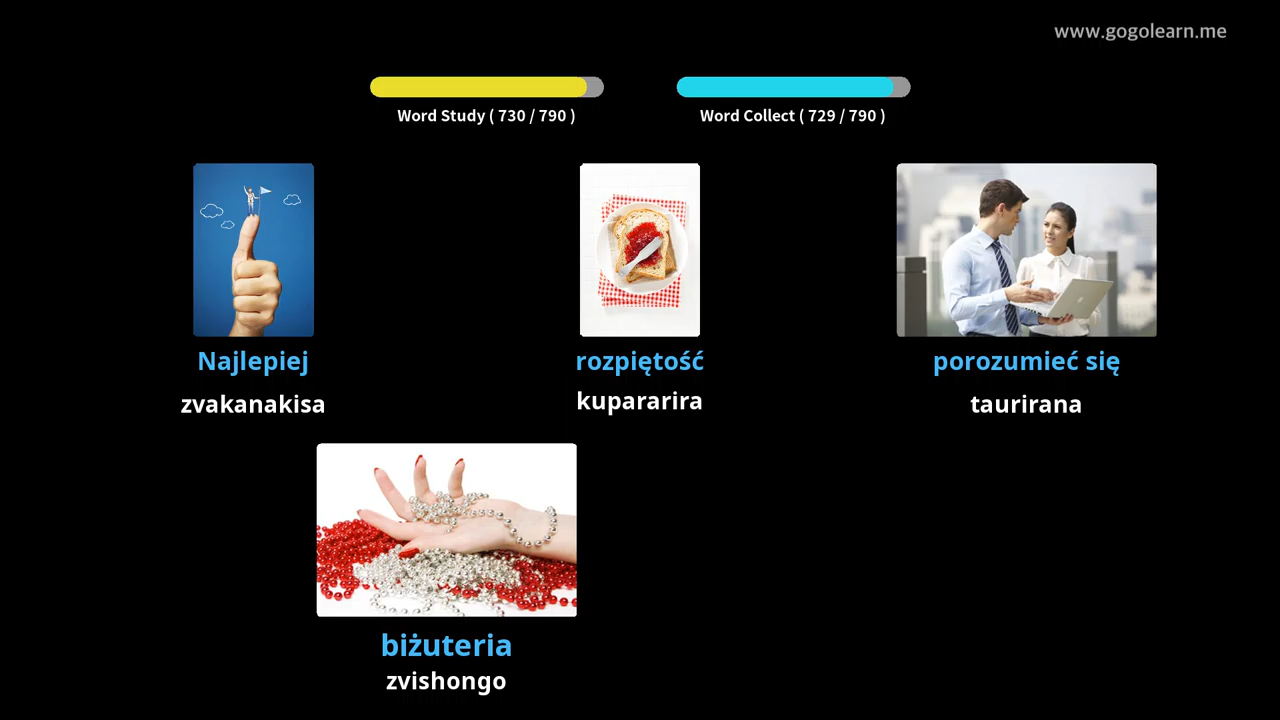 www.gogolearn.me
Word Study ( 730 / 790 )
Word Collect ( 729 / 790 )
Najlepiej
zvakanakisa
rozpiętość
kupararira
porozumieć się
taurirana
biżuteria
zvishongo